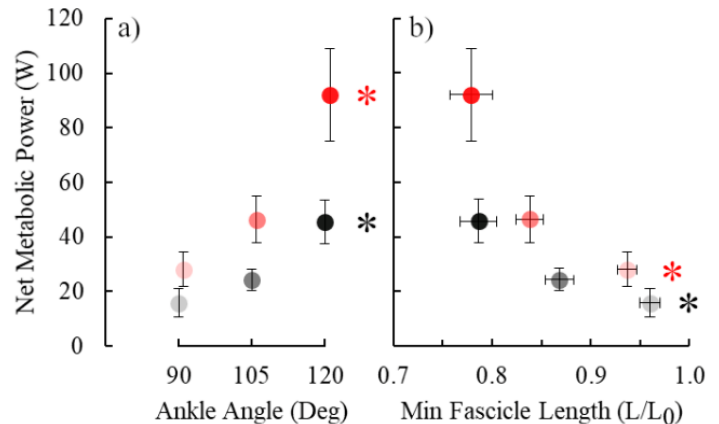 a)
b)
Net Metabolic Power (W)
120
100
80
60
40
20
0
*
*
*
*
90 105 120
0.7 0.8 0.9 1.0
Ankle Angle (Deg)
Min Fascicle Length (L/L₀)